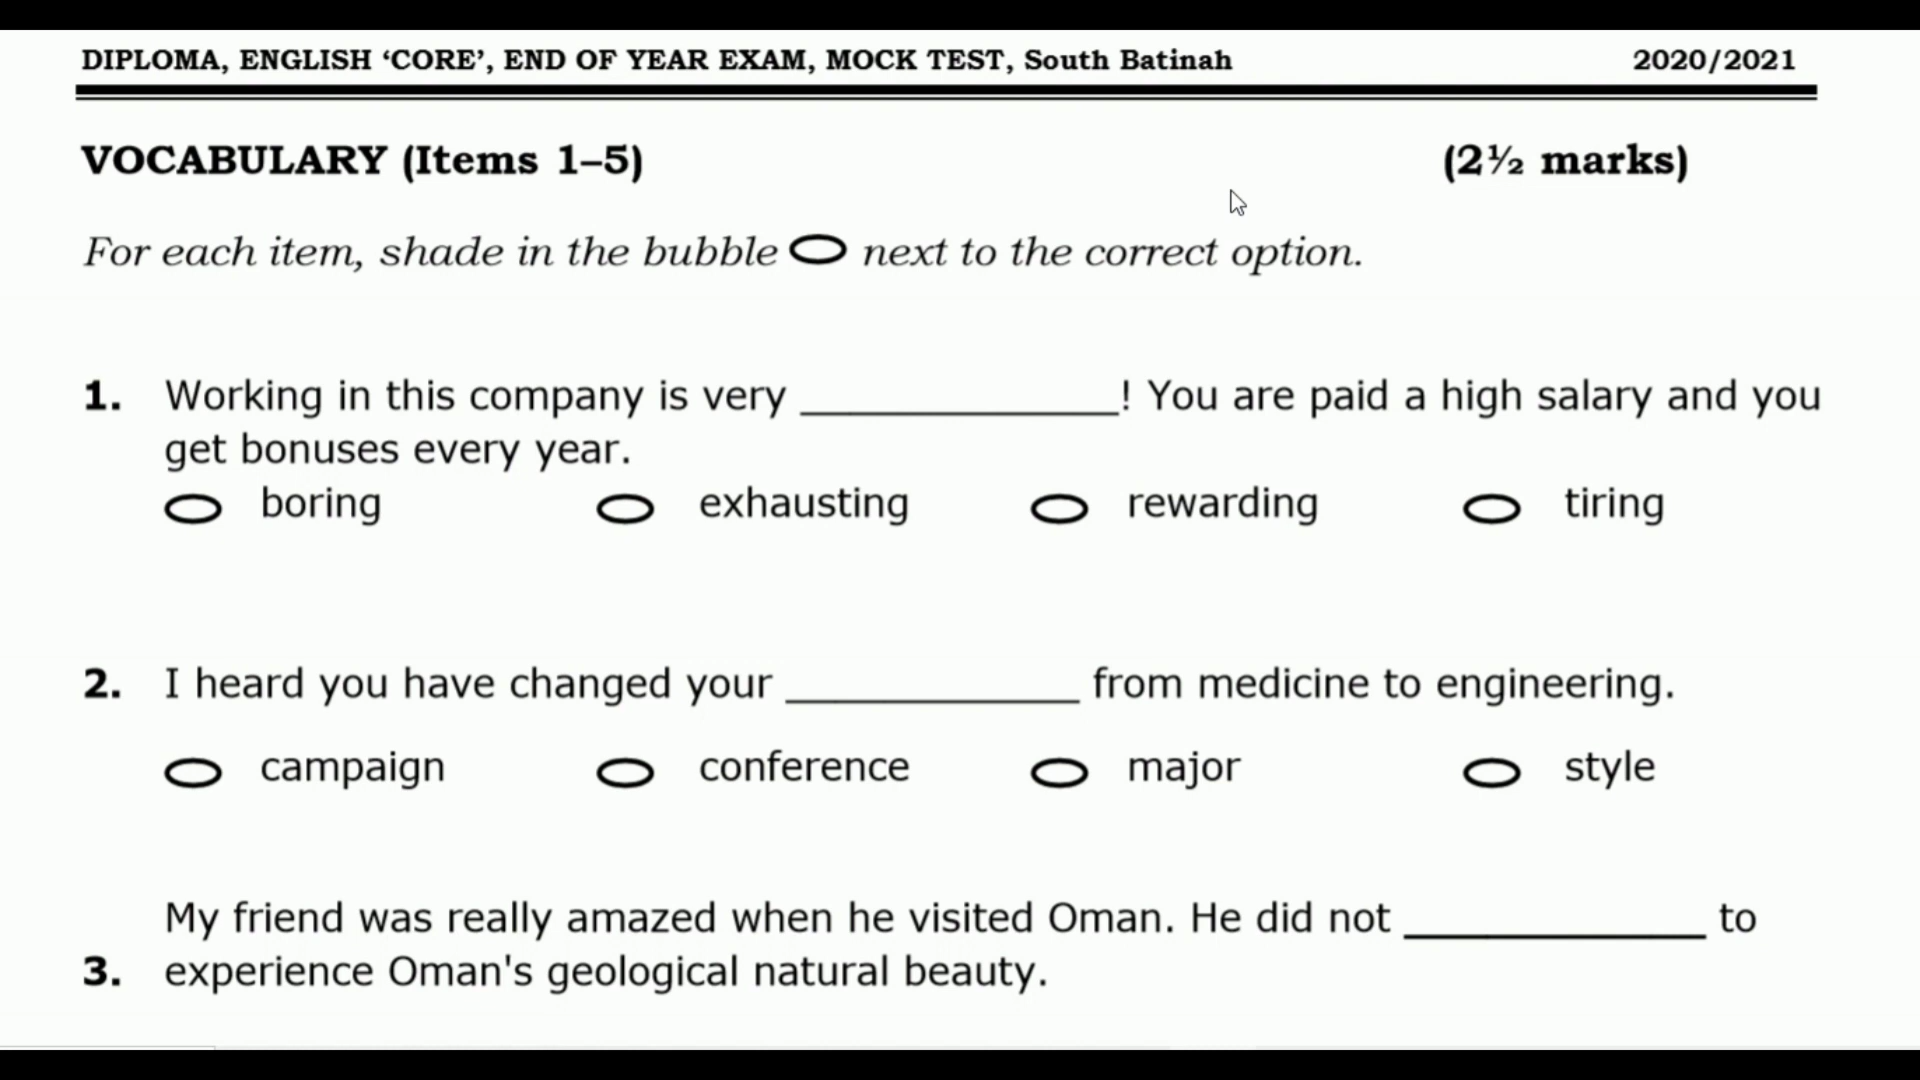 DIPLOMA, ENGLISH ‘CORE’, END OF YEAR EXAM, MOCK TEST, South Batinah 2020/2021
VOCABULARY (Items 1–5) (2½ marks)
For each item, shade in the bubble next to the correct option.
1. Working in this company is very _______________! You are paid a high salary and you
get bonuses every year.
boring exhausting rewarding tiring
2. I heard you have changed your ______________ from medicine to engineering.
campaign conference major style
My friend was really amazed when he visited Oman. He did not ______________ to
3. experience Oman's geological natural beauty.